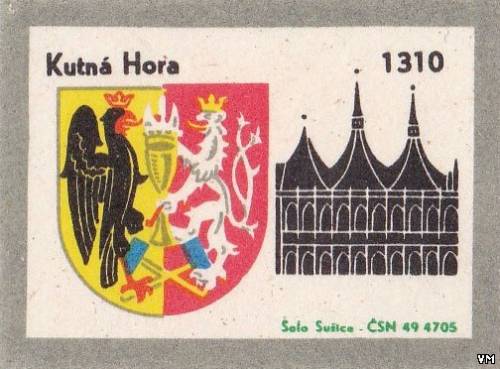 Kutná Hora 1310
Solo Sušice - ČSN 49 4705
VM